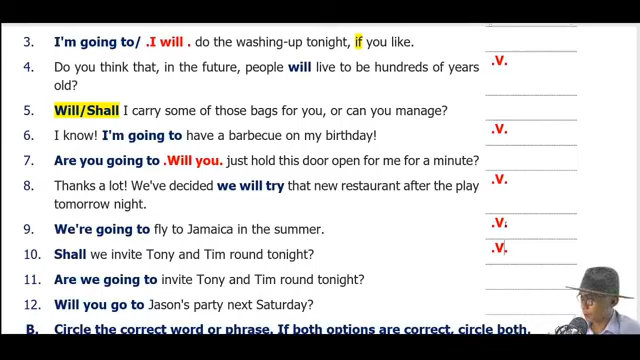 3. I'm going to/ .I will . do the washing-up tonight, if you like.
4. Do you think that, in the future, people will live to be hundreds of years .V.
old?
5. Will/Shall I carry some of those bags for you, or can you manage?
6. I know! I'm going to have a barbecue on my birthday! .V.
7. Are you going to .Will you. just hold this door open for me for a minute?
8. Thanks a lot! We've decided we will try that new restaurant after the play .V.
tomorrow night.
9. We're going to fly to Jamaica in the summer. .V.
10. Shall we invite Tony and Tim round tonight? .V.
11. Are we going to invite Tony and Tim round tonight?
12. Will you go to Jason's party next Saturday?
B. Circle the correct word or phrase. If both options are correct, circle both.